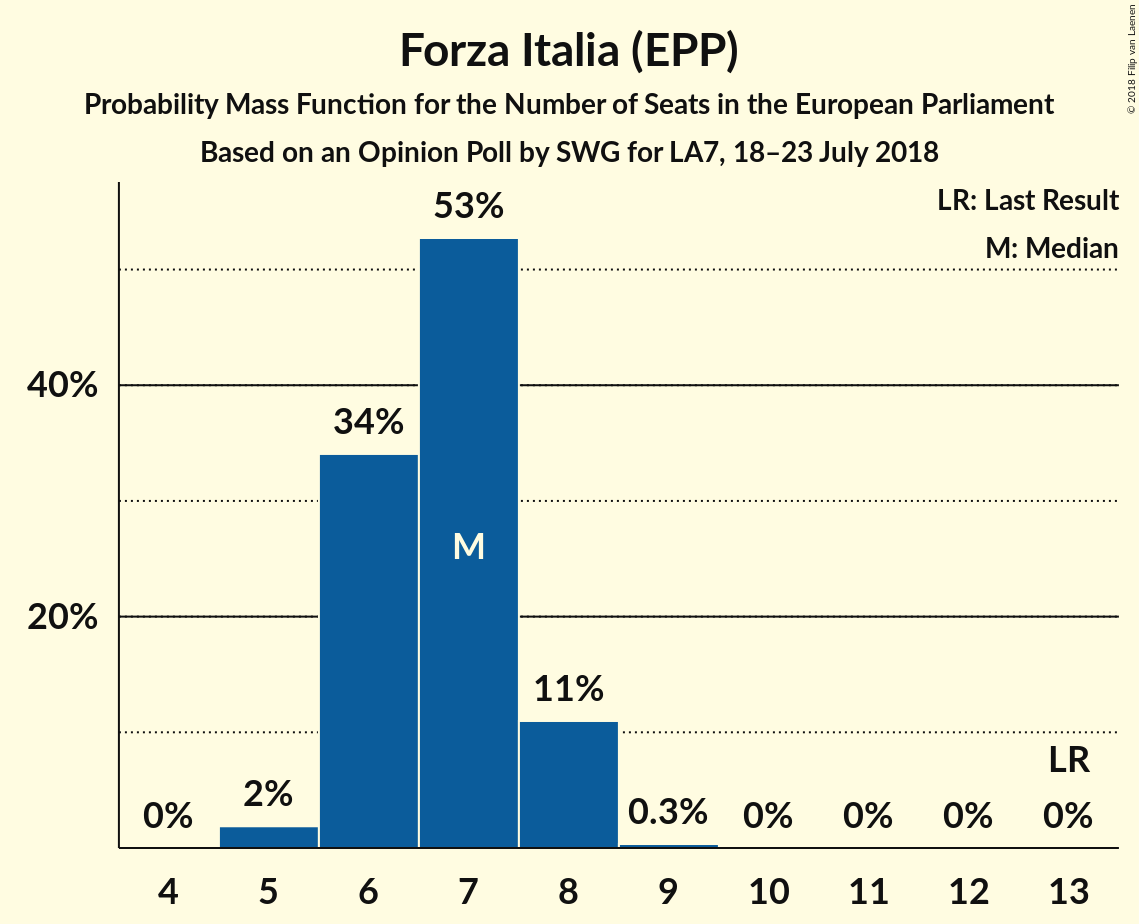 Forza Italia (EPP)
Probability Mass Function for the Number of Seats in the European Parliament
Based on an Opinion Poll by SWG for LA7, 18–23 July 2018
© 2018 Filip van Laenen
LR: Last Result
M: Median
53%
40%
34%
M
20%
11%
LR
0% 2% 0.3% 0% 0% 0% 0%
4 5 6 7 8 9 10 11 12 13